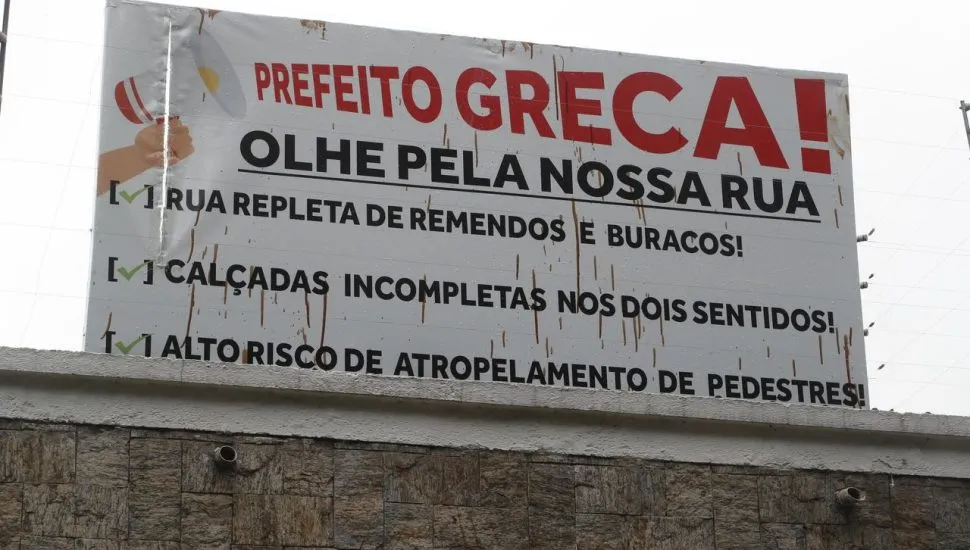 PREFEITO GRECA!
OLHE PELA NOSSA RUA
[✓] RUA REPLETA DE REMENDOS E BURACOS!
[✓] CALÇADAS INCOMPLETAS NOS DOIS SENTIDOS!
[✓] ALTO RISCO DE ATROPELAMENTO DE PEDESTRES!